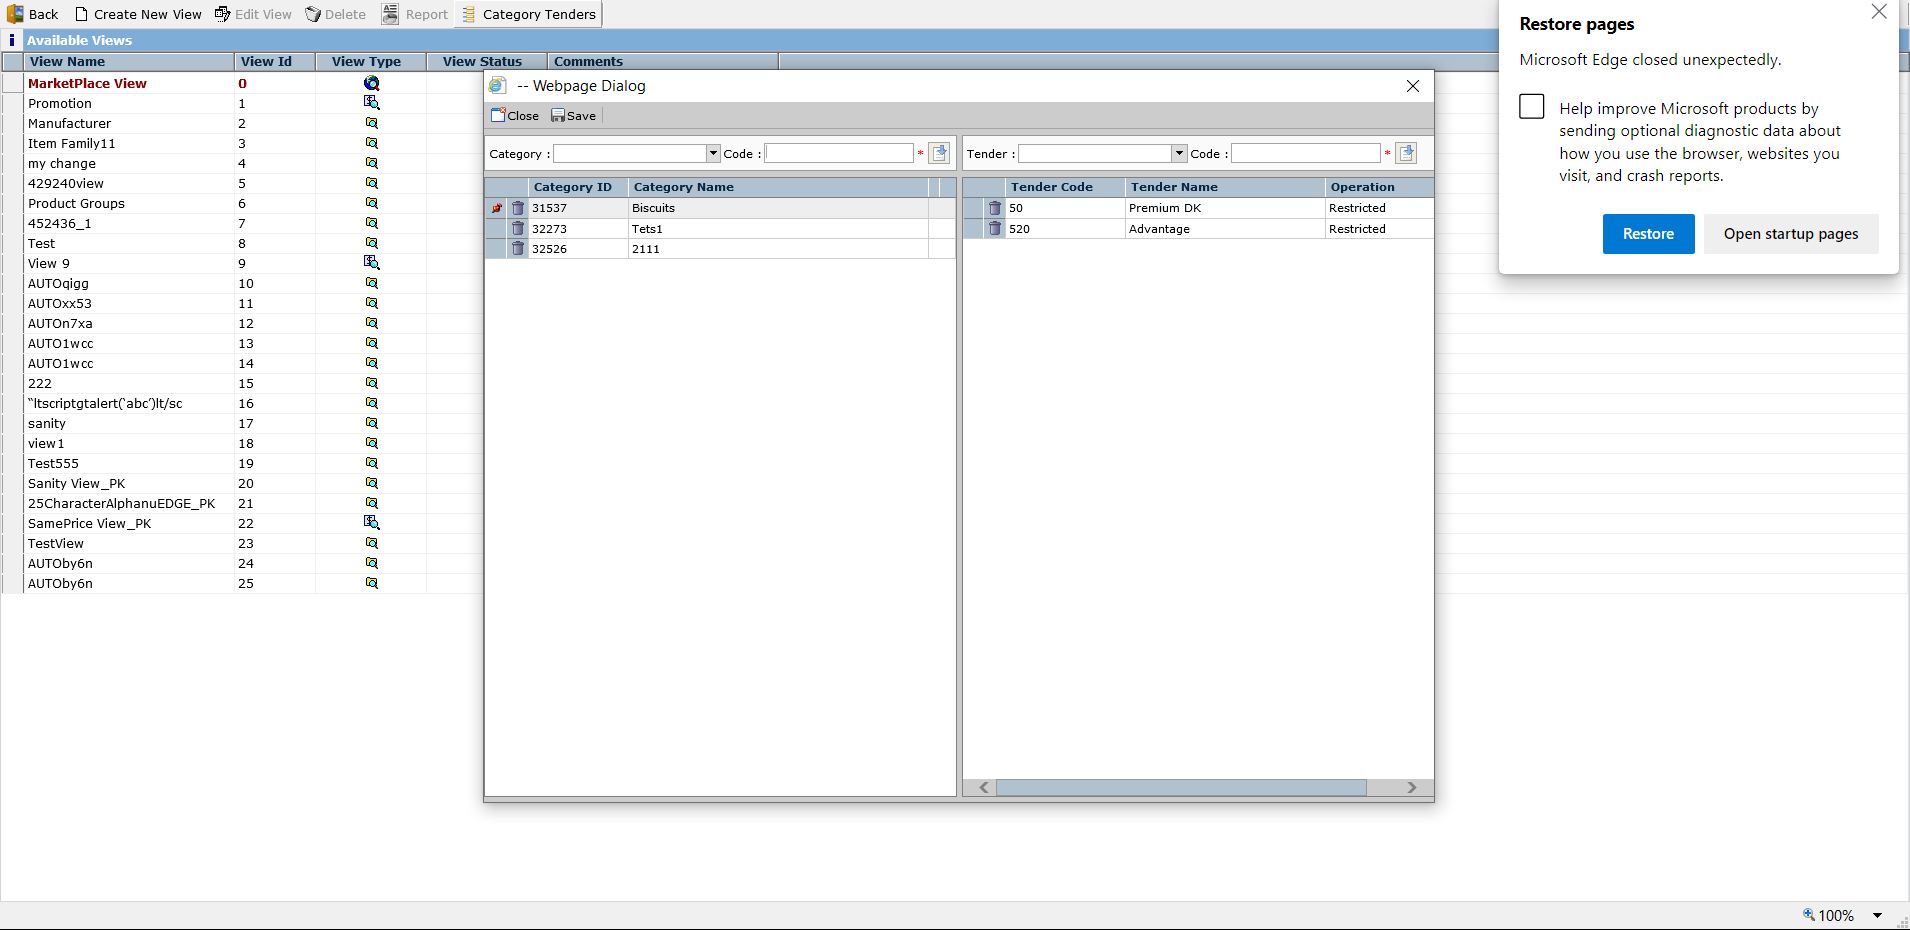 Back Create New View Edit View Delete Report Category Tenders
i Available Views
View Name View Id View Type View Status Comments
MarketPlace View 0
Promotion 1
Manufacturer 2
Item Family11 3
my change 4
429240view 5
Product Groups 6
452436_1 7
Test 8
View 9 9
AUTOqigg 10
AUTOxx53 11
AUTOn7xa 12
AUTO1wcc 13
AUTO1wcc 14
222 15
“ltscriptgtalert(‘abc’)lt/sc 16
sanity 17
view1 18
Test555 19
Sanity View_PK 20
25CharacterAlphanuEDGE_PK 21
SamePrice View_PK 22
TestView 23
AUTOby6n 24
AUTOby6n 25
-- Webpage Dialog
Close Save
Category : Code : *
Category ID Category Name
31537 Biscuits
32273 Tets1
32526 2111
Tender : Code : *
Tender Code Tender Name Operation
50 Premium DK Restricted
520 Advantage Restricted
Restore pages
Microsoft Edge closed unexpectedly.
Help improve Microsoft products by
sending optional diagnostic data about
how you use the browser, websites you
visit, and crash reports.
Restore Open startup pages
100%